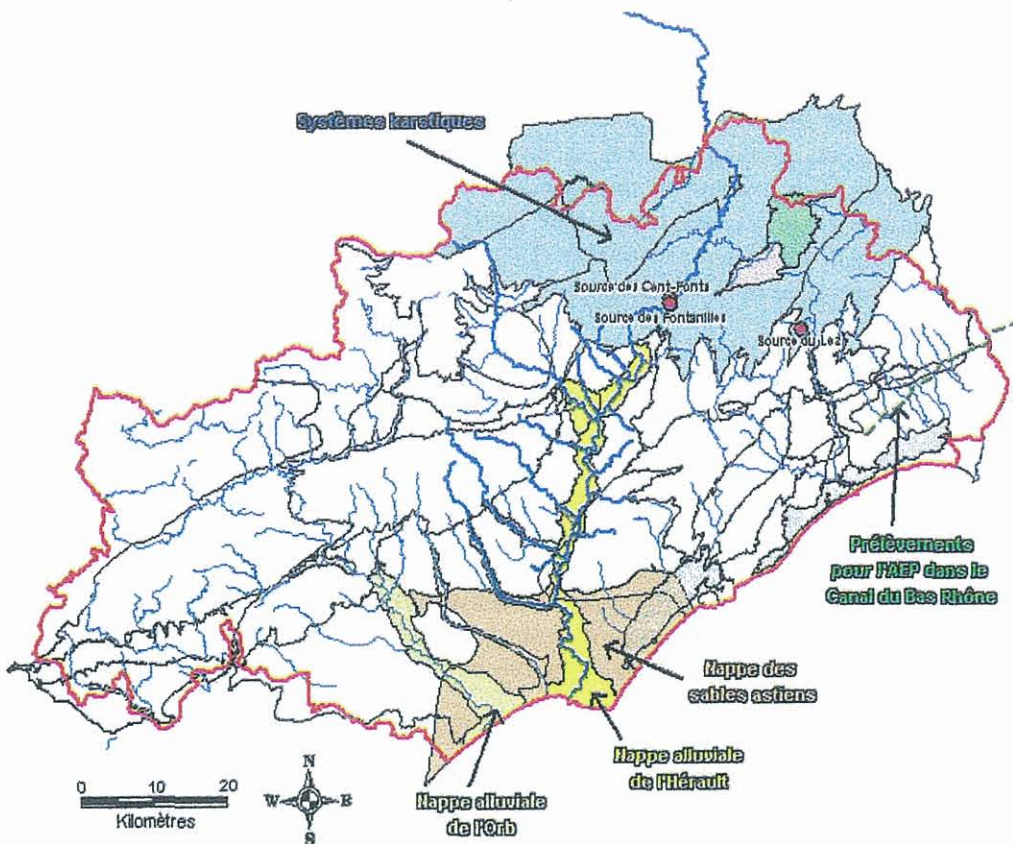 Systèmes karstiques
Source des Cent-Fonts
Source des Fontanilles
Source du Lez
Prélèvements
pour l'AEP dans le
Canal du Bas Rhône
Nappe des
sables astiens
Nappe alluviale
de l'Hérault
Nappe alluviale
de l'Orb
0 10 20
Kilomètres
N
W E
S